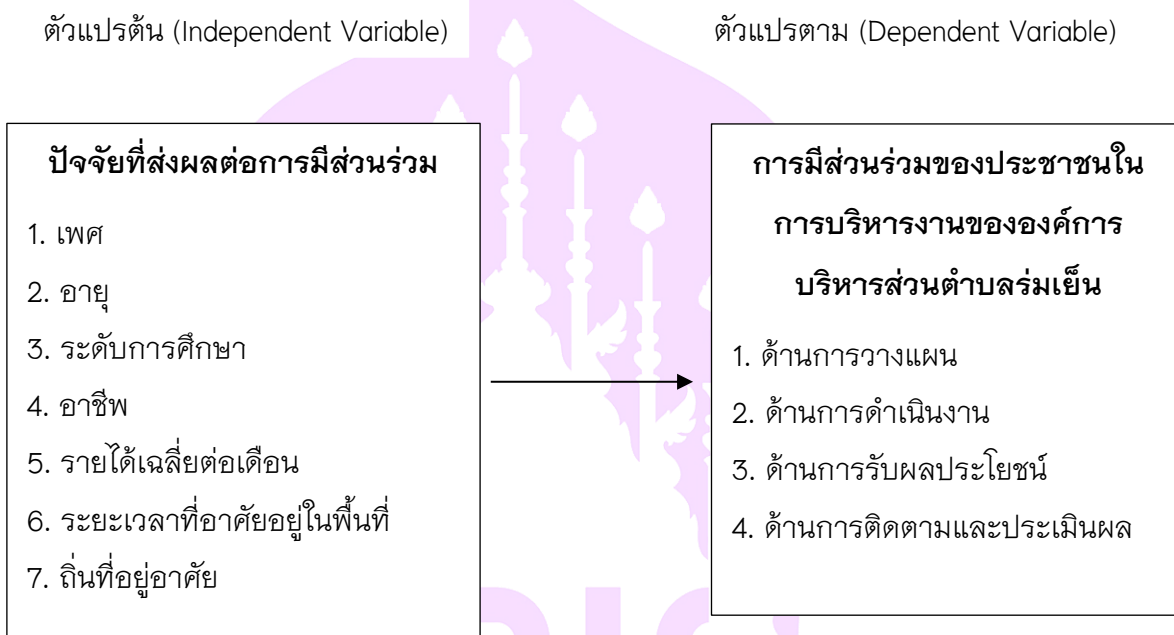 ตัวแปรต้น (Independent Variable)
ตัวแปรตาม (Dependent Variable)
ปัจจัยที่ส่งผลต่อการมีส่วนร่วม
1. เพศ
2. อายุ
3. ระดับการศึกษา
4. อาชีพ
5. รายได้เฉลี่ยต่อเดือน
6. ระยะเวลาที่อาศัยอยู่ในพื้นที่
7. ถิ่นที่อยู่อาศัย
การมีส่วนร่วมของประชาชนใน
การบริหารงานขององค์การ
บริหารส่วนตำบลร่มเย็น
1. ด้านการวางแผน
2. ด้านการดำเนินงาน
3. ด้านการรับผลประโยชน์
4. ด้านการติดตามและประเมินผล